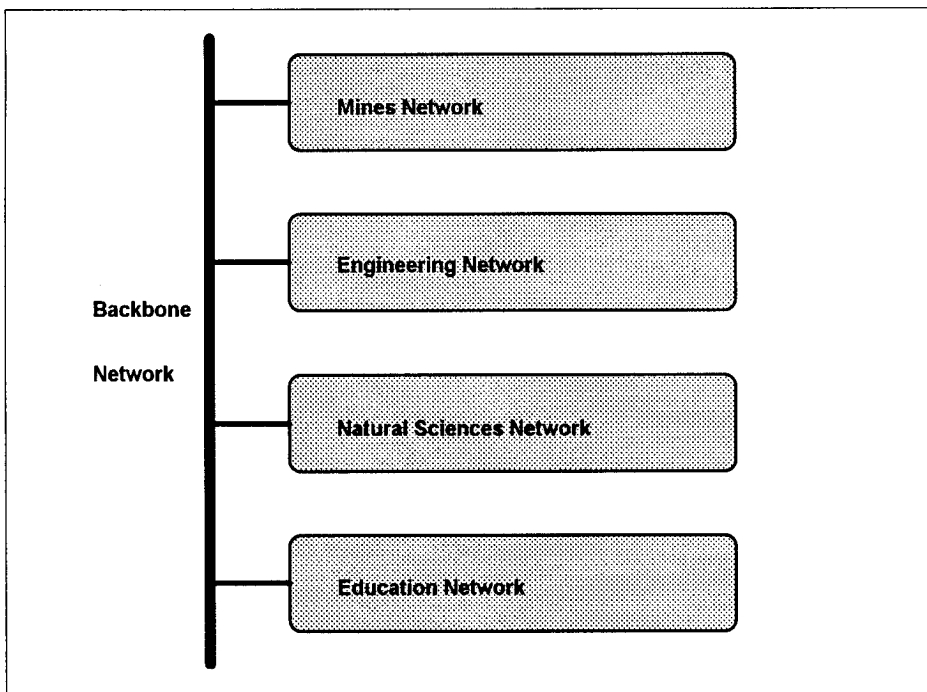 Mines Network
Engineering Network
Backbone
Network
Natural Sciences Network
Education Network